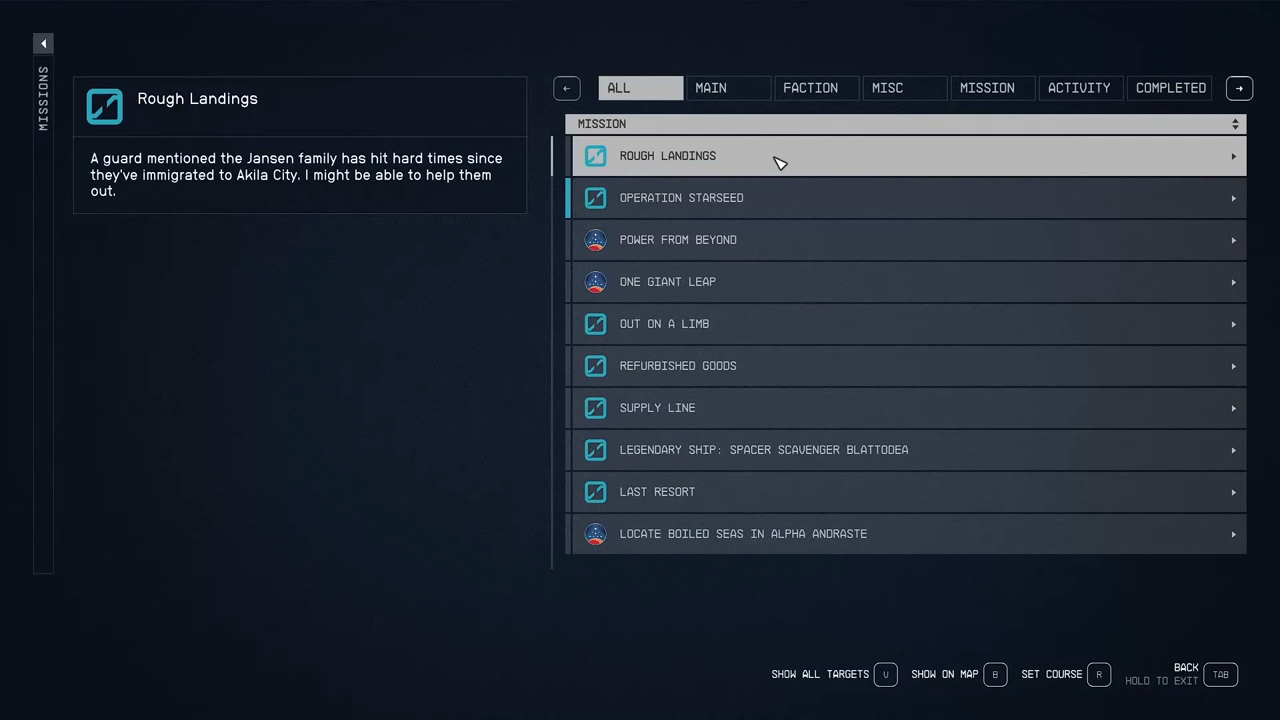 MISSIONS
Rough Landings
A guard mentioned the Jansen family has hit hard times since
they've immigrated to Akila City. I might be able to help them
out.
ALL
MAIN
FACTION
MISC
MISSION
ACTIVITY
COMPLETED
MISSION
ROUGH LANDINGS
OPERATION STARSEED
POWER FROM BEYOND
ONE GIANT LEAP
OUT ON A LIMB
REFURBISHED GOODS
SUPPLY LINE
LEGENDARY SHIP: SPACER SCAVENGER BLATTODEA
LAST RESORT
LOCATE BOILED SEAS IN ALPHA ANDRASTE
SHOW ALL TARGETS V
SHOW ON MAP B
SET COURSE R
BACK
HOLD TO EXIT TAB